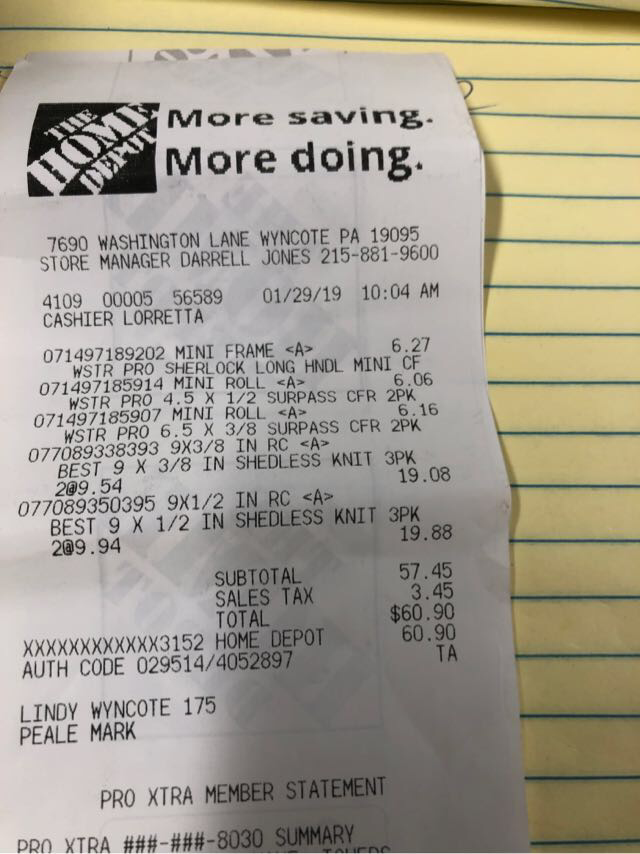 THE
HOME
DEPOT
More saving.
More doing.
7690 WASHINGTON LANE WYNCOTE PA 19095
STORE MANAGER DARRELL JONES 215-881-9600
4109 00005 56589 01/29/19 10:04 AM
CASHIER LORRETTA
071497189202 MINI FRAME <A> 6.27
WSTR PRO SHERLOCK LONG HNDL MINI CF
071497185914 MINI ROLL <A> 6.06
WSTR PRO 4.5 X 1/2 SURPASS CFR 2PK
071497185907 MINI ROLL <A> 6.16
WSTR PRO 6.5 X 3/8 SURPASS CFR 2PK
077089338393 9X3/8 IN RC <A>
BEST 9 X 3/8 IN SHEDLESS KNIT 3PK
2@9.54 19.08
077089350395 9X1/2 IN RC <A>
BEST 9 X 1/2 IN SHEDLESS KNIT 3PK
2@9.94 19.88
SUBTOTAL 57.45
SALES TAX 3.45
TOTAL $60.90
XXXXXXXXXXXX3152 HOME DEPOT 60.90
AUTH CODE 029514/4052897 TA
LINDY WYNCOTE 175
PEALE MARK
PRO XTRA MEMBER STATEMENT
PRO XTRA ###-###-8030 SUMMARY